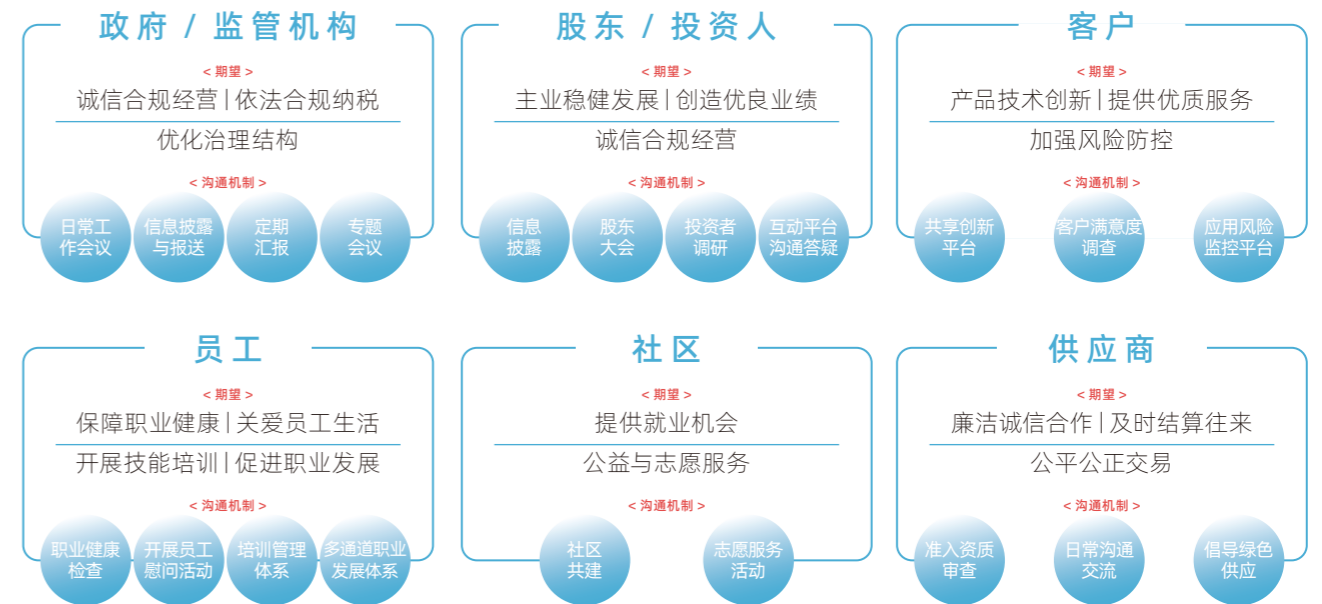 政府 / 监管机构
< 期望 >
诚信合规经营|依法合规纳税
优化治理结构
< 沟通机制 >
日常工
作会议
信息披露
与报送
定期
汇报
专题
会议
股东 / 投资人
< 期望 >
主业稳健发展|创造优良业绩
诚信合规经营
< 沟通机制 >
信息
披露
股东
大会
投资者
调研
互动平台
沟通答疑
客户
< 期望 >
产品技术创新|提供优质服务
加强风险防控
< 沟通机制 >
共享创新
平台
客户满意度
调查
应用风险
监控平台
员工
< 期望 >
保障职业健康|关爱员工生活
开展技能培训|促进职业发展
< 沟通机制 >
职业健康
检查
开展员工
慰问活动
培训管理
体系
多通道职业
发展体系
社区
< 期望 >
提供就业机会
公益与志愿服务
< 沟通机制 >
社区
共建
志愿服务
活动
供应商
< 期望 >
廉洁诚信合作|及时结算往来
公平公正交易
< 沟通机制 >
准入资质
审查
日常沟通
交流
倡导绿色
供应